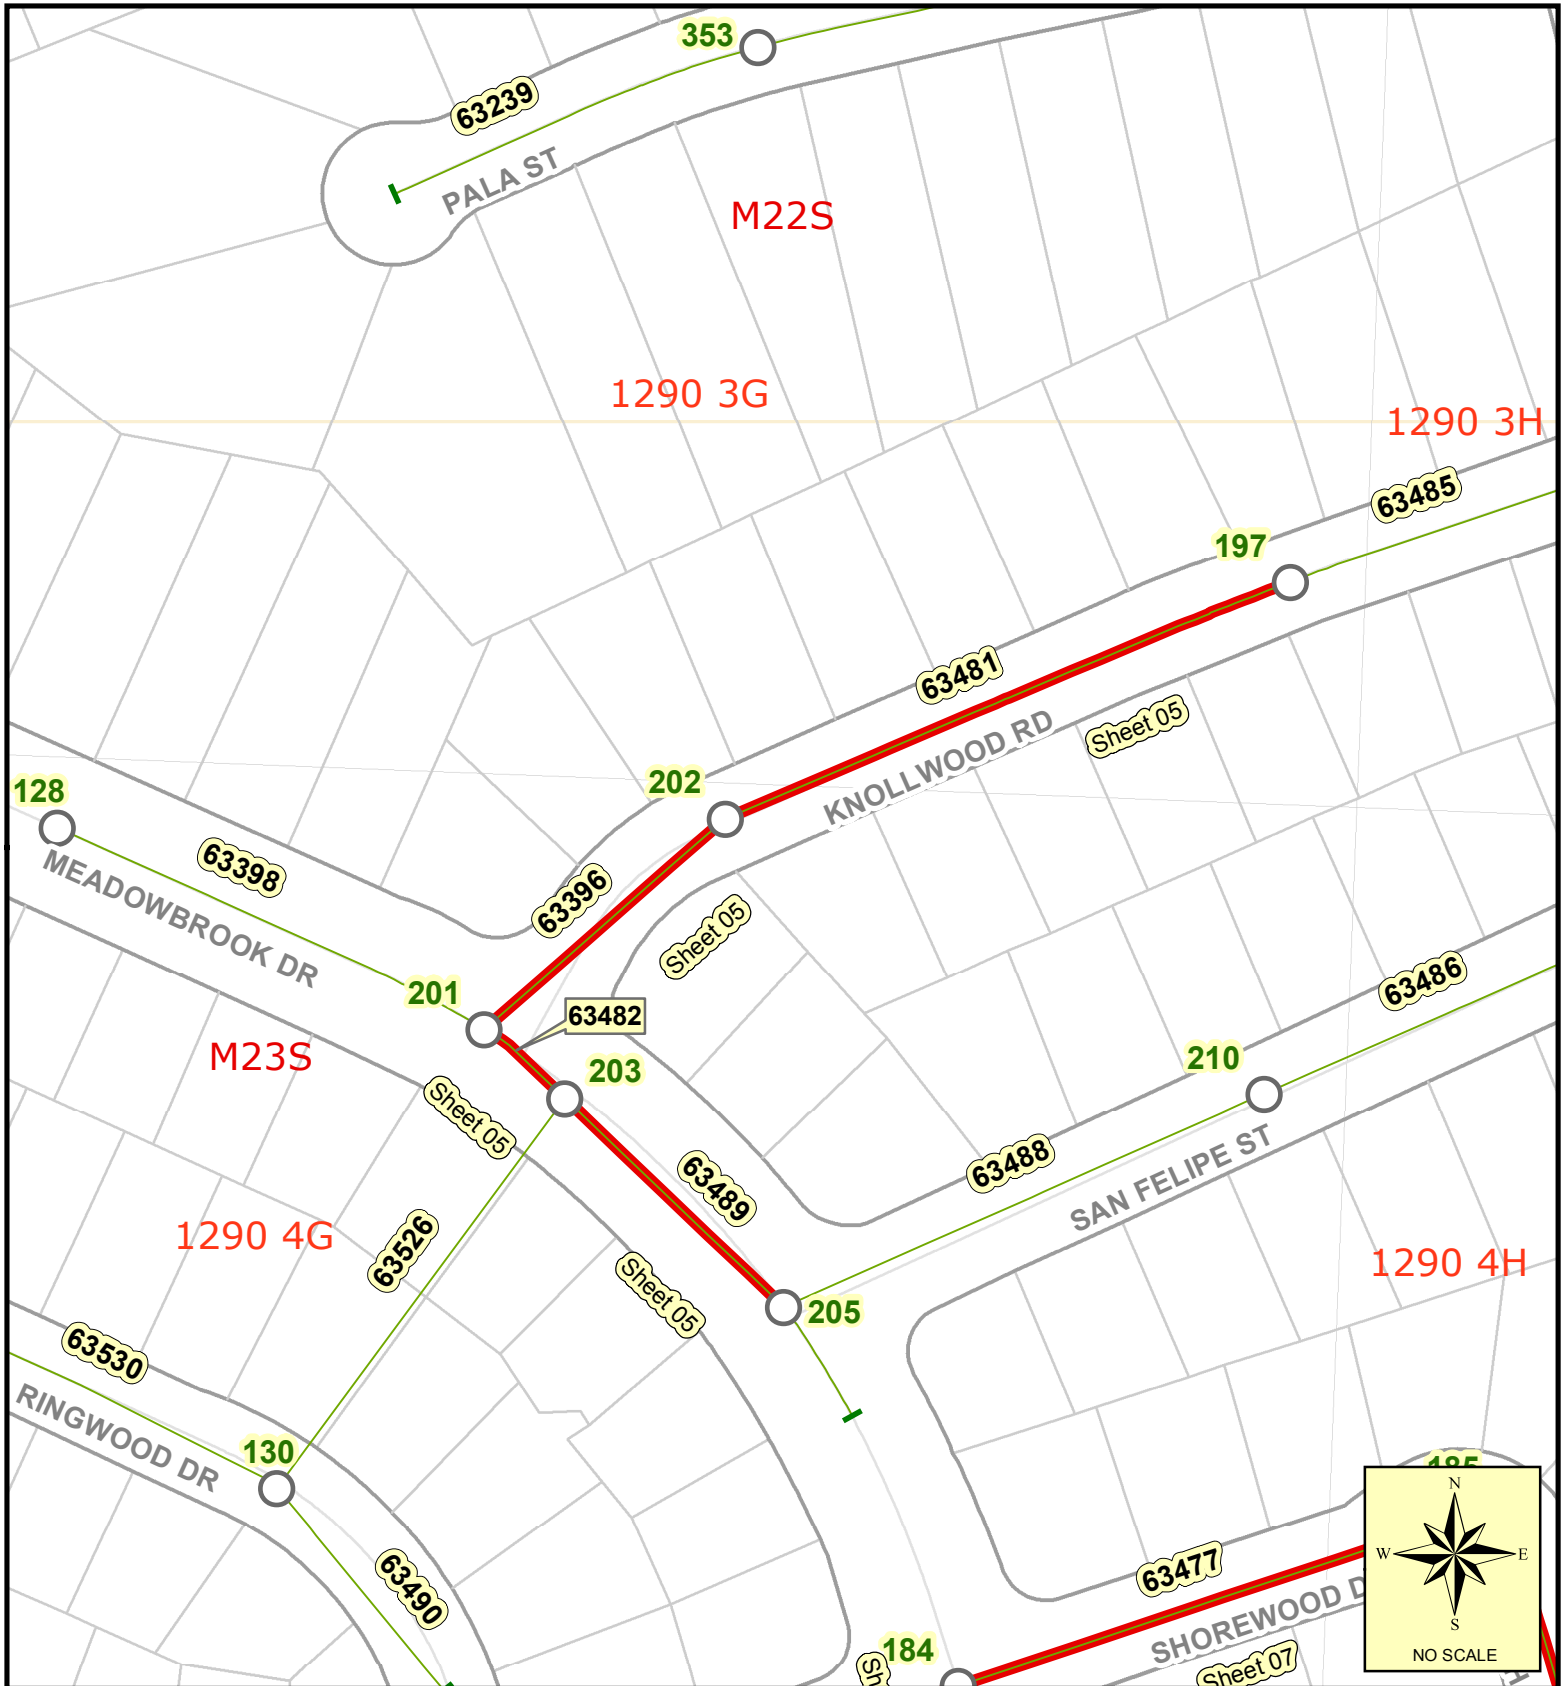 353
63239
PALA ST
M22S
1290 3G
1290 3H
63485
197
63481
Sheet 05
KNOLLWOOD RD
202
128
63398
MEADOWBROOK DR
63396
Sheet 05
201
63482
63486
M23S
203
210
Sheet 05
63488
63489
SAN FELIPE ST
1290 4G
63526
1290 4H
Sheet 05
205
63530
RINGWOOD DR
130
185
N
W
E
S
NO SCALE
63490
63477
SHOREWOOD D
184
Sh
Sheet 07